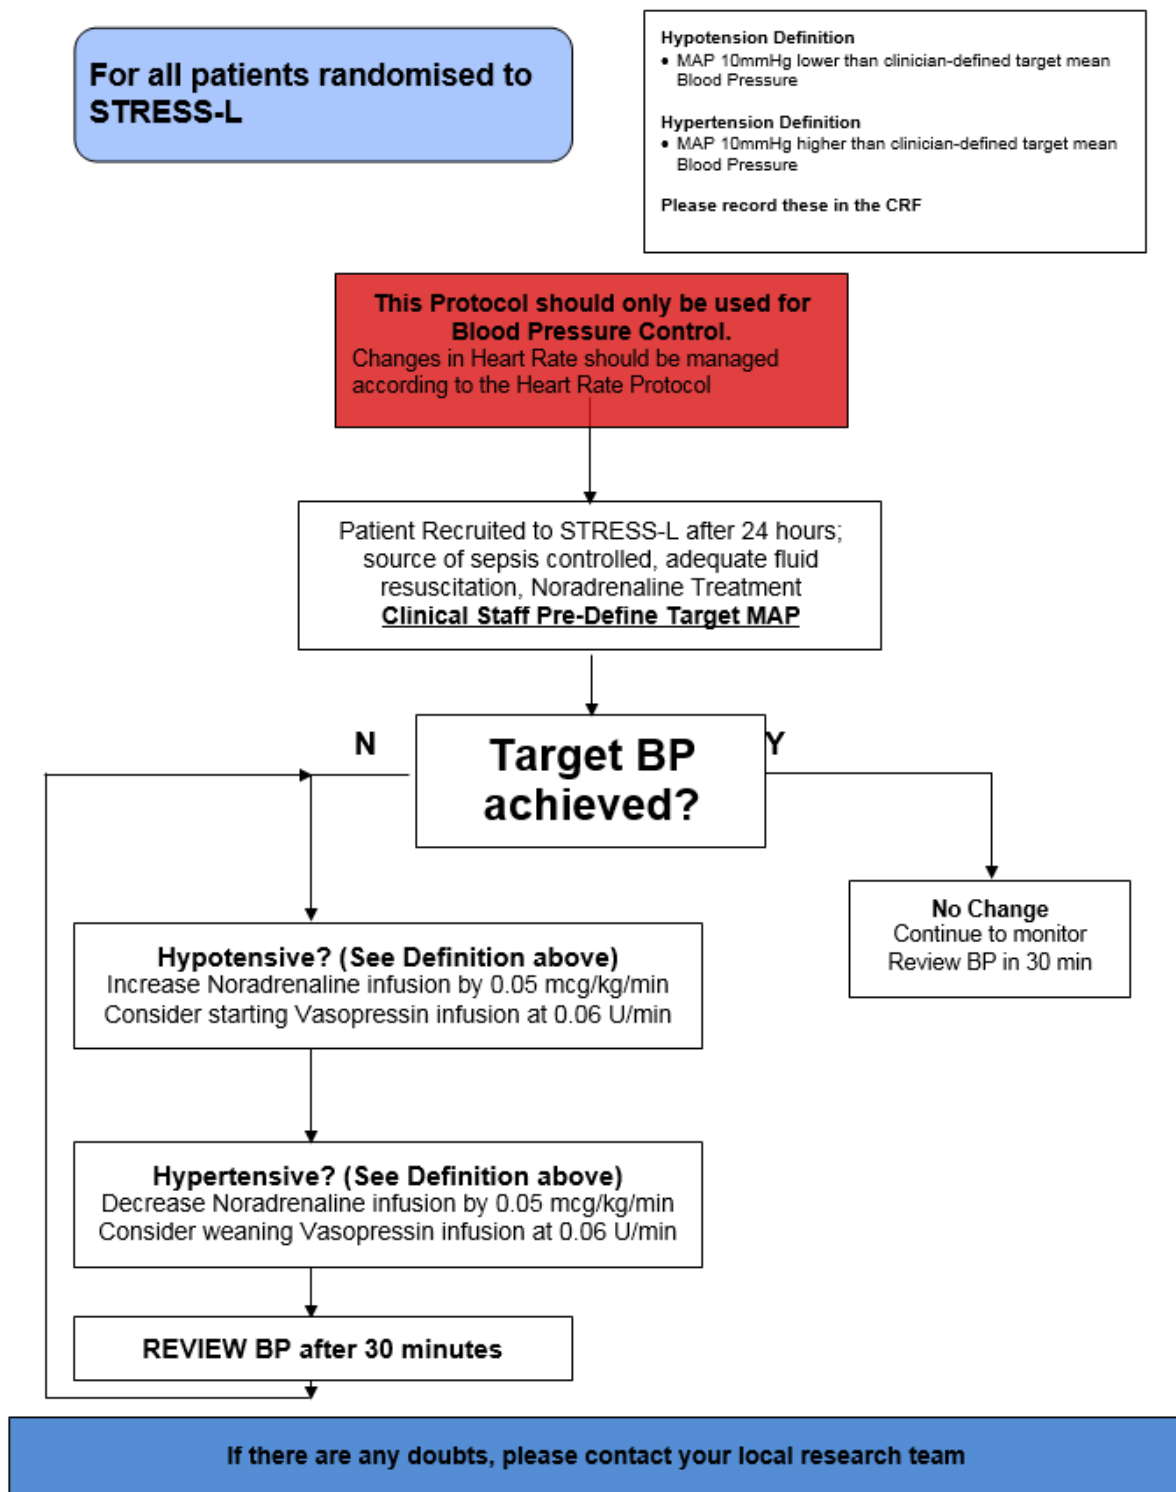 For all patients randomised to
STRESS-L
Hypotension Definition
• MAP 10mmHg lower than clinician-defined target mean
Blood Pressure
Hypertension Definition
• MAP 10mmHg higher than clinician-defined target mean
Blood Pressure
Please record these in the CRF
This Protocol should only be used for
Blood Pressure Control.
Changes in Heart Rate should be managed
according to the Heart Rate Protocol
Patient Recruited to STRESS-L after 24 hours;
source of sepsis controlled, adequate fluid
resuscitation, Noradrenaline Treatment
Clinical Staff Pre-Define Target MAP
N
Target BP
achieved?
Y
No Change
Continue to monitor
Review BP in 30 min
Hypotensive? (See Definition above)
Increase Noradrenaline infusion by 0.05 mcg/kg/min
Consider starting Vasopressin infusion at 0.06 U/min
Hypertensive? (See Definition above)
Decrease Noradrenaline infusion by 0.05 mcg/kg/min
Consider weaning Vasopressin infusion at 0.06 U/min
REVIEW BP after 30 minutes
If there are any doubts, please contact your local research team